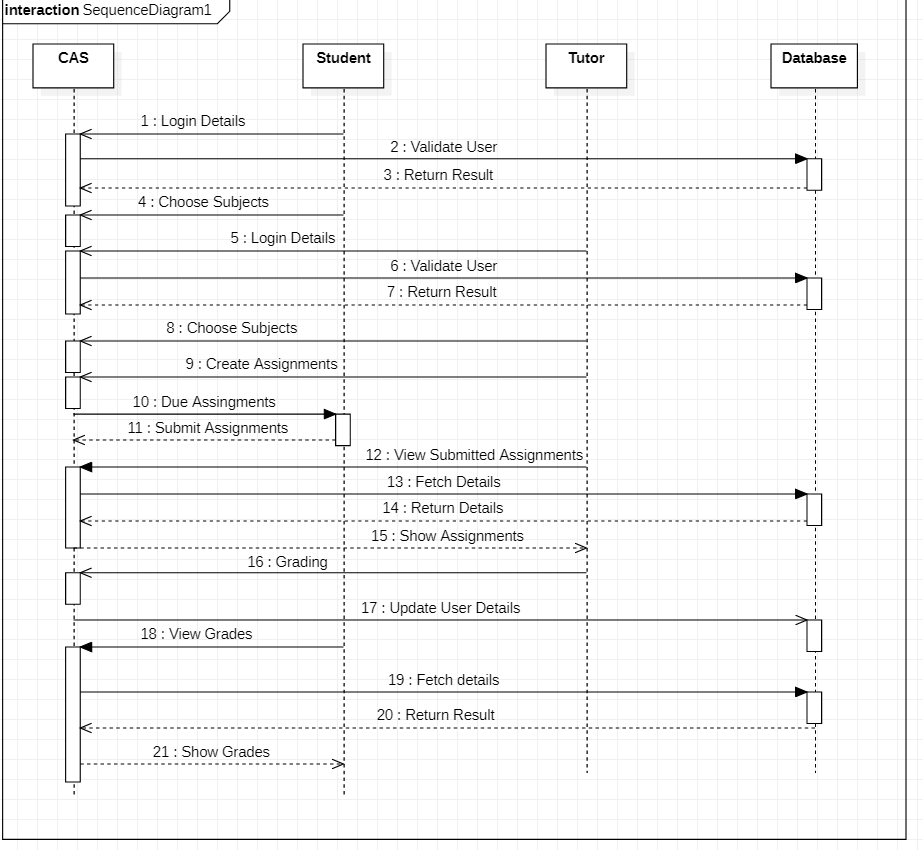 interaction SequenceDiagram1
CAS
Student
Tutor
Database
1 : Login Details
2 : Validate User
3 : Return Result
4 : Choose Subjects
5 : Login Details
6 : Validate User
7 : Return Result
8 : Choose Subjects
9 : Create Assignments
10 : Due Assingments
11 : Submit Assignments
12 : View Submitted Assignments
13 : Fetch Details
14 : Return Details
15 : Show Assignments
16 : Grading
17 : Update User Details
18 : View Grades
19 : Fetch details
20 : Return Result
21 : Show Grades